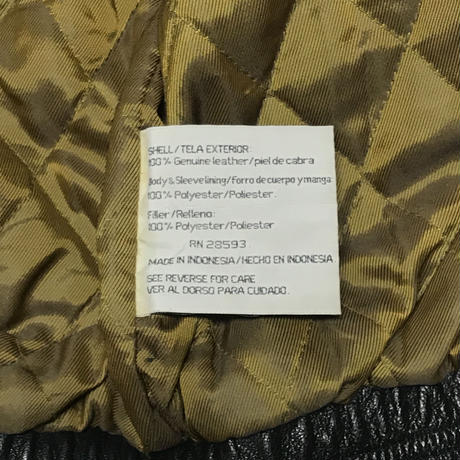 SHELL/TELA EXTERIOR:
100% Genuine leather/piel de cabra
Body&Sleevelining/Forro de cuerpo y manga:
100% Polyester/Poliester.
Filler/Relleno:
100% Polyester/Poliester
RN 28593
MADE IN INDONESIA/HECHO EN INDONESIA
SEE REVERSE FOR CARE
VER AL DORSO PARA CUIDADO.